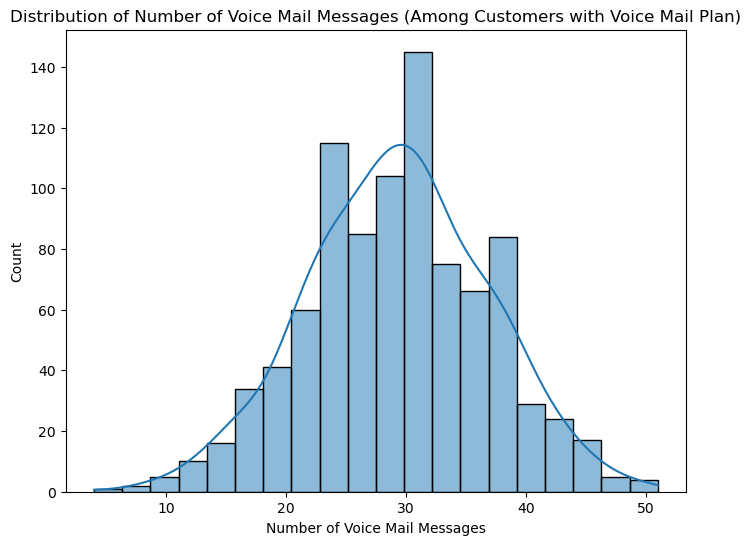 Distribution of Number of Voice Mail Messages (Among Customers with Voice Mail Plan)
140
120
100
80
60
40
20
0
Count
10 20 30 40 50
Number of Voice Mail Messages